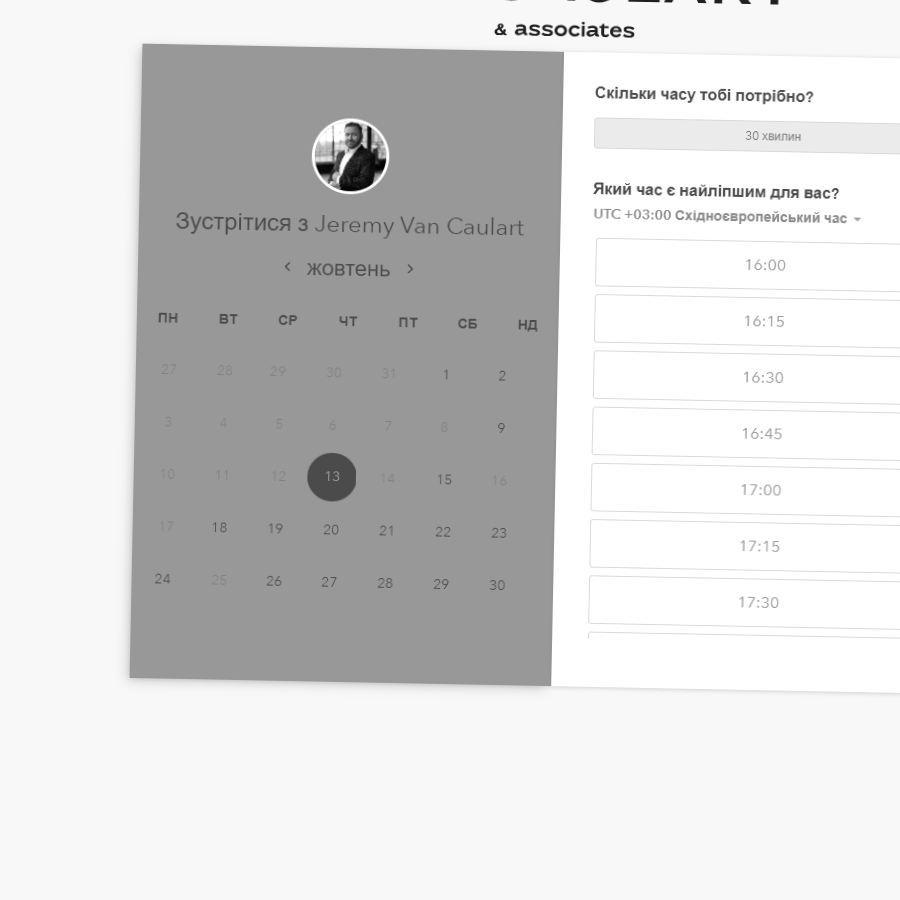 & associates
Зустрітися з Jeremy Van Caulart
жовтень
ПН ВТ СР ЧТ ПТ СБ НД
27 28 29 30 31 1 2
3 4 5 6 7 8 9
10 11 12 13 14 15 16
17 18 19 20 21 22 23
24 25 26 27 28 29 30
Скільки часу тобі потрібно?
30 хвилин
Який час є найліпшим для вас?
UTC +03:00 Східноєвропейський час
16:00
16:15
16:30
16:45
17:00
17:15
17:30